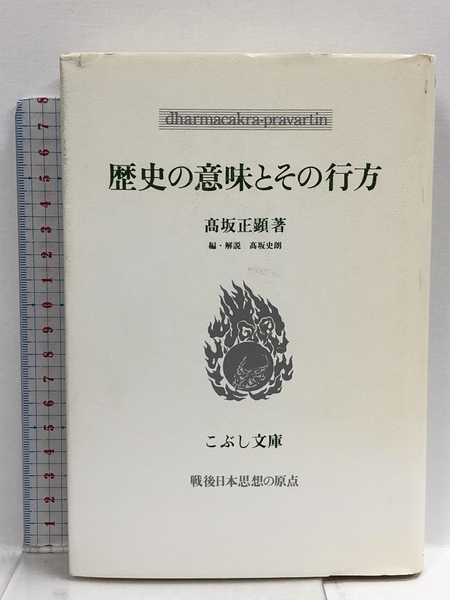 dharmacakra-pravartin
歴史の意味とその行方
髙坂正顕著
編・解説 高坂史朗
こぶし文庫
戦後日本思想の原点